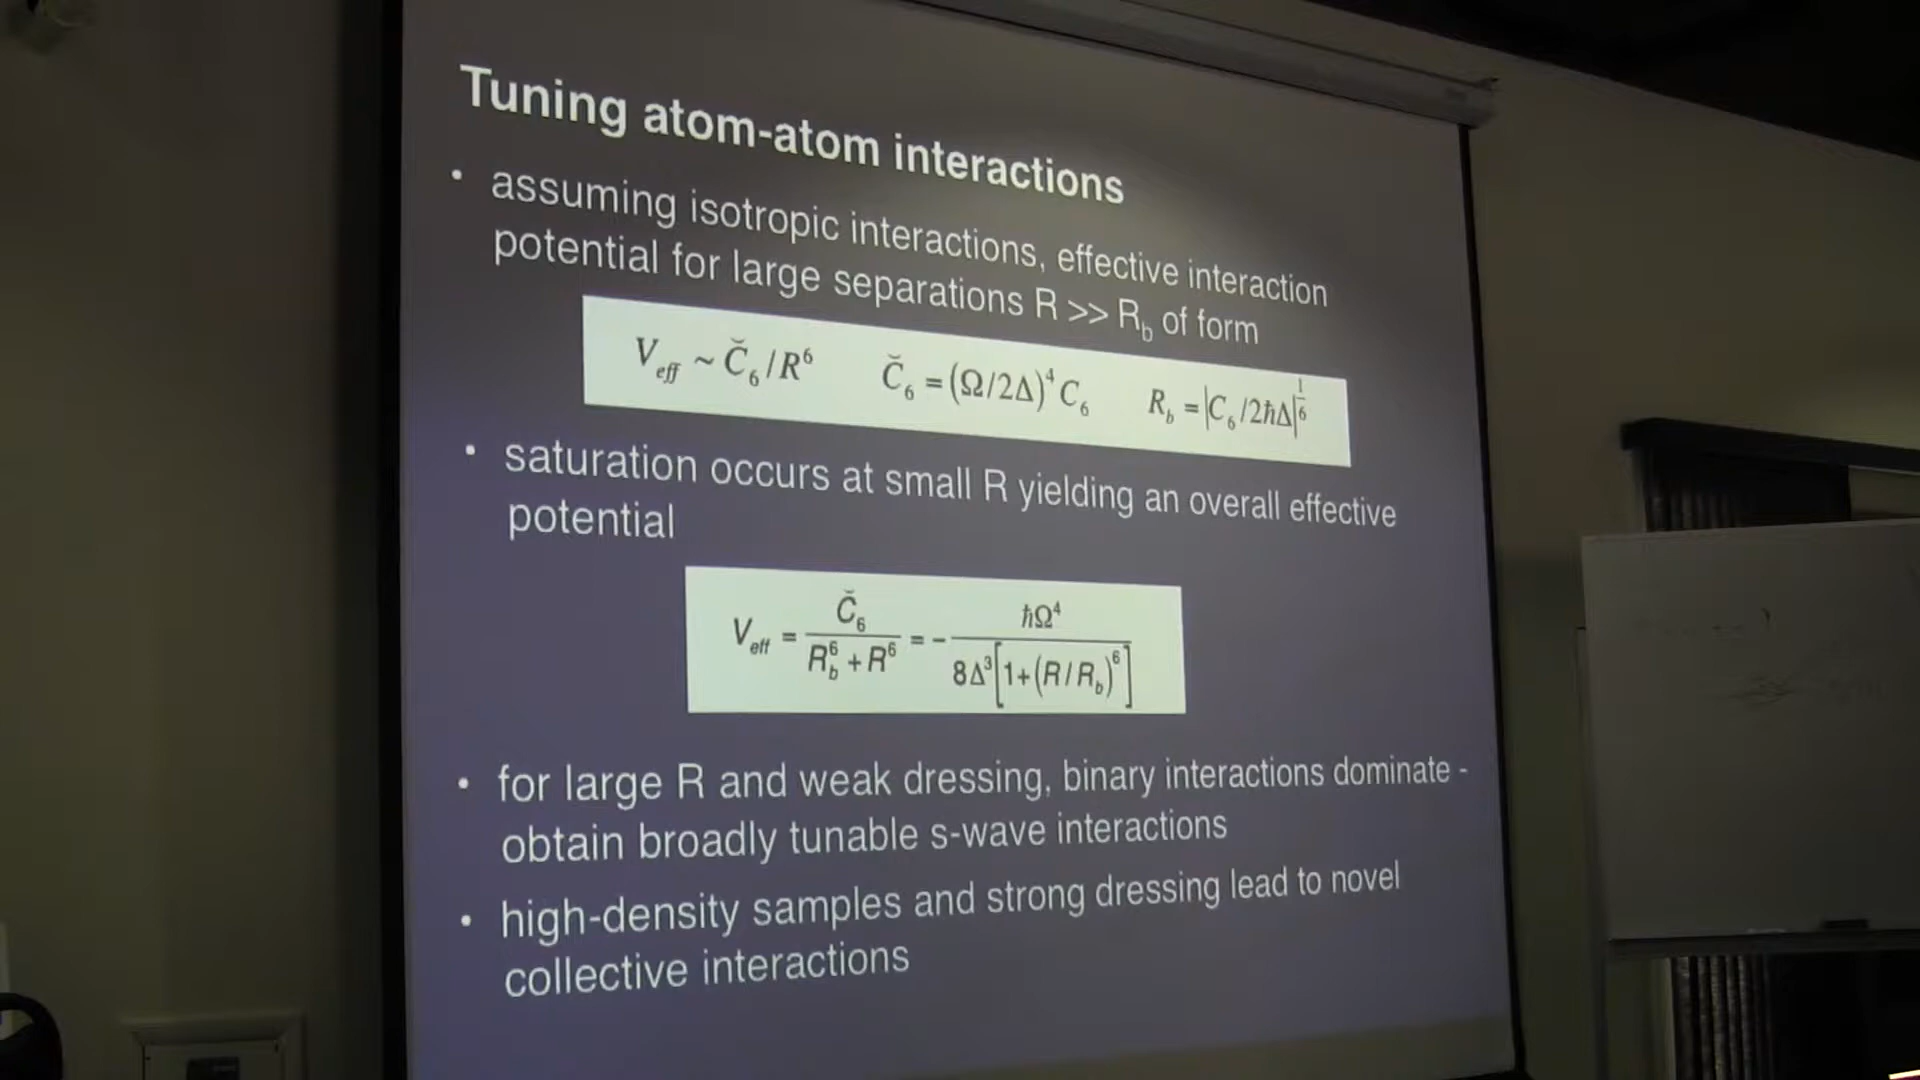 Tuning atom-atom interactions
• assuming isotropic interactions, effective interaction
potential for large separations R >> R_b of form
V_eff ~ Č_6/R^6   Č_6 = (Ω/2Δ)^4 C_6   R_b = |C_6/2ħΔ|^(1/6)
• saturation occurs at small R yielding an overall effective
potential
V_eff = Č_6/(R_b^6 + R^6) = - ħΩ^4/(8Δ^3[1+(R/R_b)^6])
• for large R and weak dressing, binary interactions dominate -
obtain broadly tunable s-wave interactions
• high-density samples and strong dressing lead to novel
collective interactions